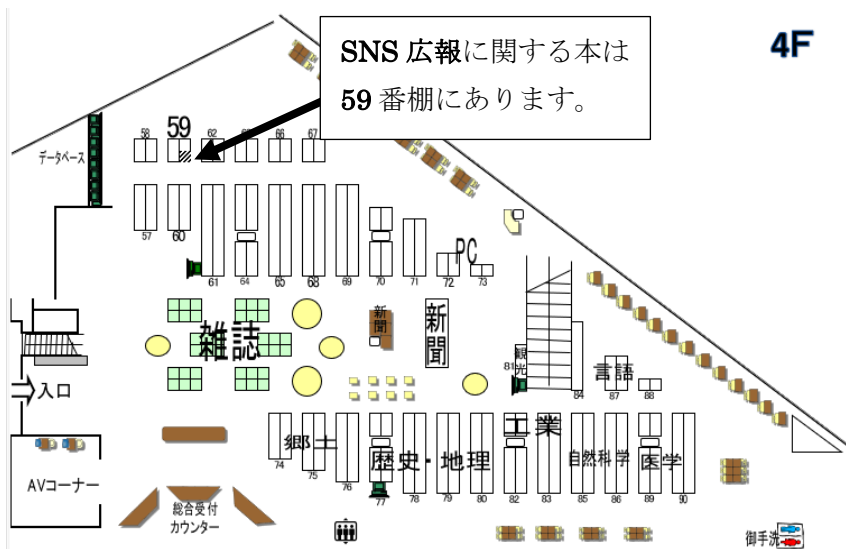 SNS 広報に関する本は
59 番棚にあります。
4F
データベース
58
59
62
66
67
57
60
61
64
65
68
69
70
71
72
73
PC
雑誌
新聞
新聞
観光
81
84
言語
87
88
入口
AVコーナー
総合受付
カウンター
郷土
歴史・地理
工業
自然科学
医学
74
75
76
77
78
79
80
82
83
85
86
89
90
御手洗